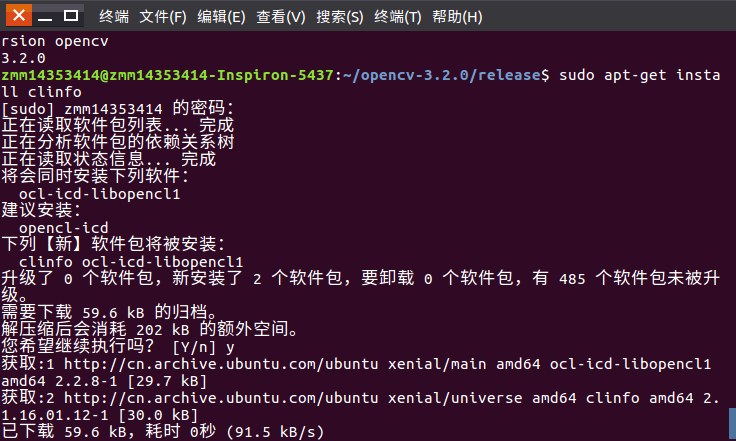 终端 文件(F) 编辑(E) 查看(V) 搜索(S) 终端(T) 帮助(H)
rsion opencv
3.2.0
zmm14353414@zmm14353414-Inspiron-5437:~/opencv-3.2.0/release$ sudo apt-get insta
ll clinfo
[sudo] zmm14353414 的密码：
正在读取软件包列表... 完成
正在分析软件包的依赖关系树
正在读取状态信息... 完成
将会同时安装下列软件：
  ocl-icd-libopencl1
建议安装：
  opencl-icd
下列【新】软件包将被安装：
  clinfo ocl-icd-libopencl1
升级了 0 个软件包，新安装了 2 个软件包，要卸载 0 个软件包，有 485 个软件包未被升
级。
需要下载 59.6 kB 的归档。
解压缩后会消耗 202 kB 的额外空间。
您希望继续执行吗？ [Y/n] y
获取:1 http://cn.archive.ubuntu.com/ubuntu xenial/main amd64 ocl-icd-libopencl1
amd64 2.2.8-1 [29.7 kB]
获取:2 http://cn.archive.ubuntu.com/ubuntu xenial/universe amd64 clinfo amd64 2.
1.16.01.12-1 [30.0 kB]
已下载 59.6 kB，耗时 0秒 (91.5 kB/s)